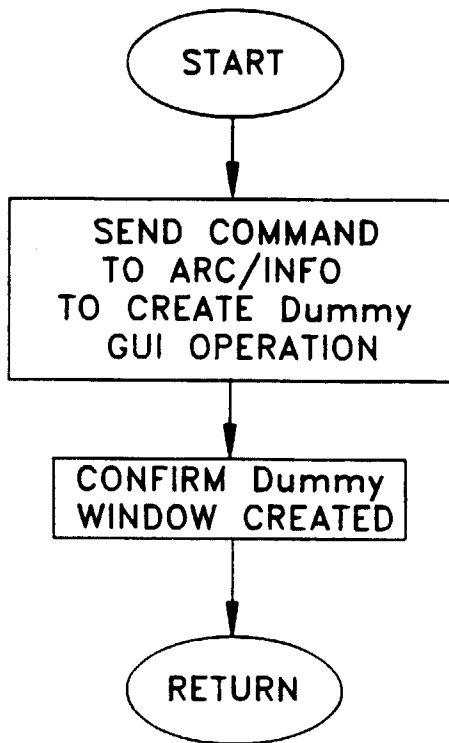 START
SEND COMMAND
TO ARC/INFO
TO CREATE Dummy
GUI OPERATION
CONFIRM Dummy
WINDOW CREATED
RETURN